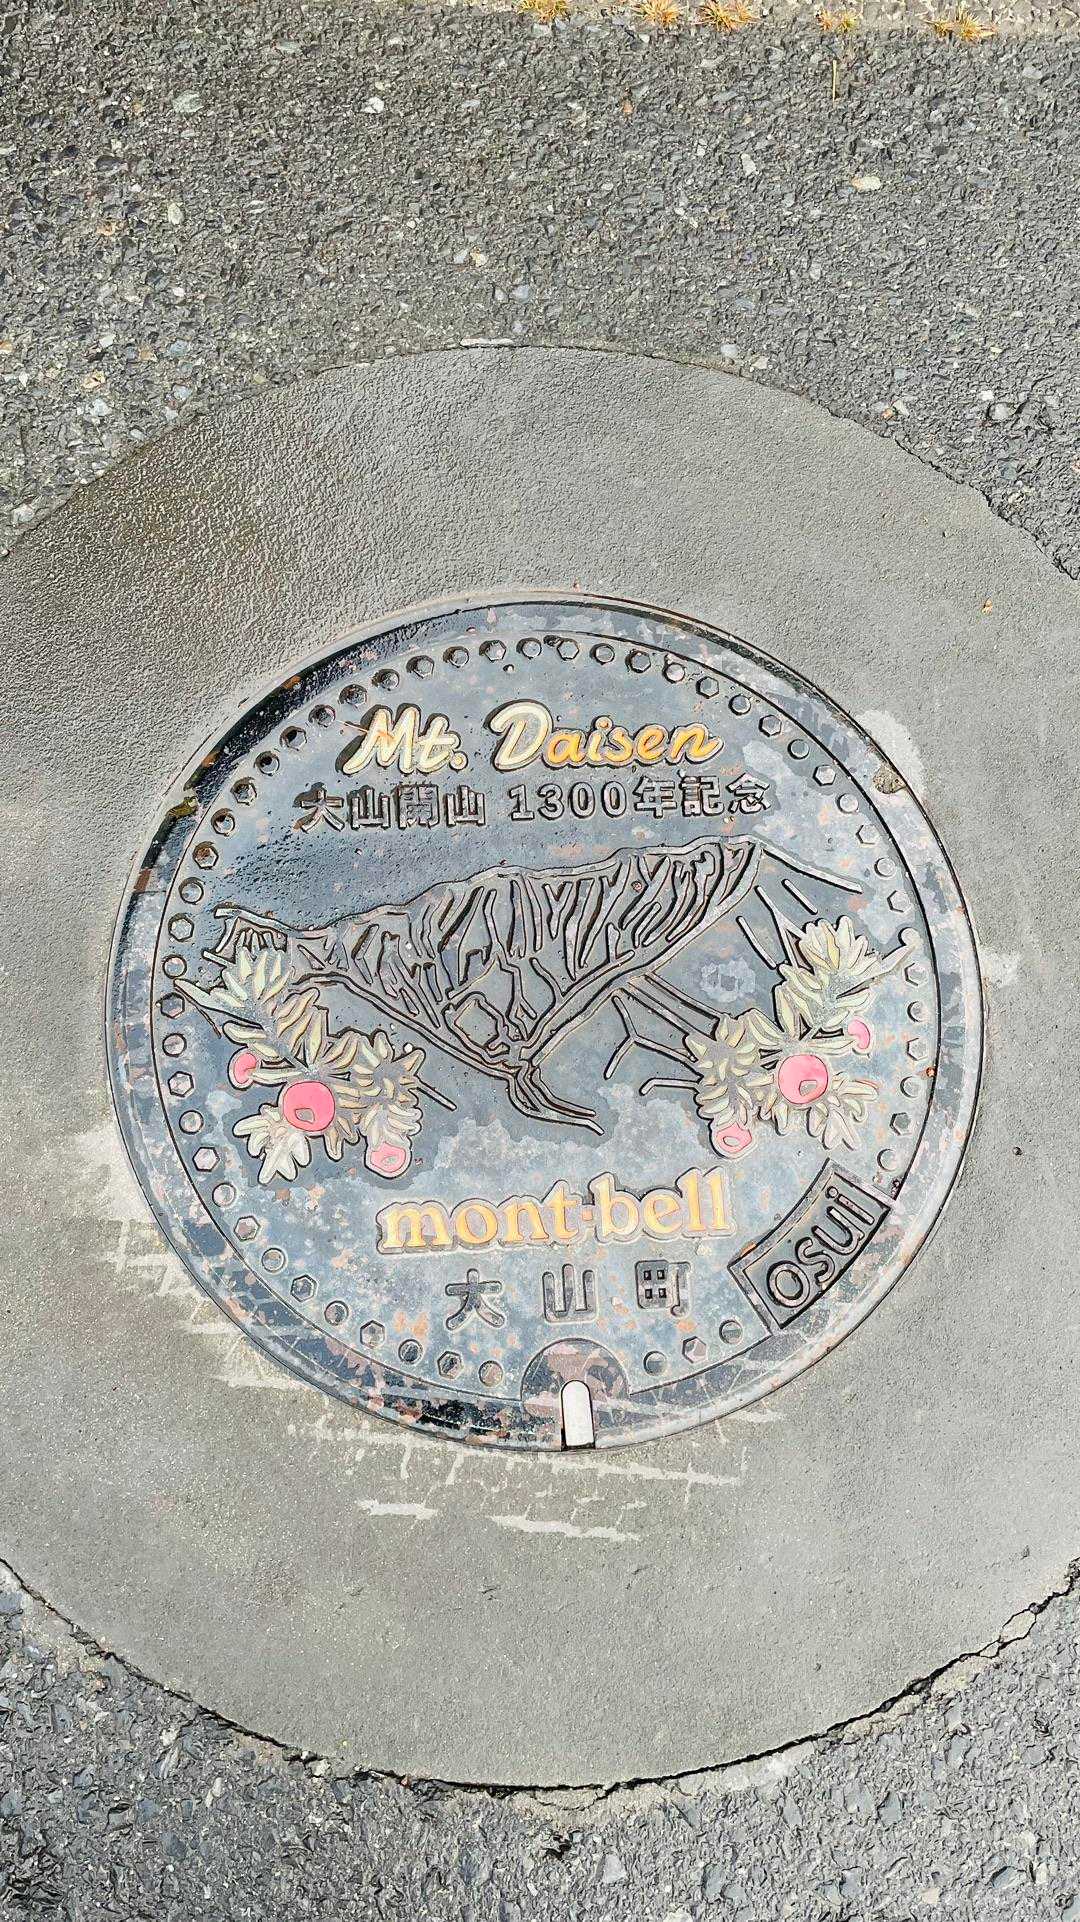 Mt. Daisen
大山開山 1300年記念
mont·bell
大山町
osui